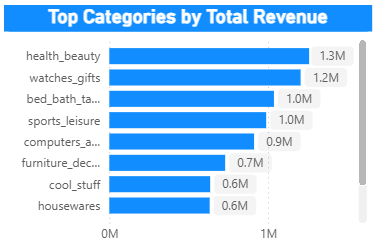 Top Categories by Total Revenue
health_beauty 1.3M
watches_gifts 1.2M
bed_bath_ta... 1.0M
sports_leisure 1.0M
computers_a... 0.9M
furniture_dec... 0.7M
cool_stuff 0.6M
housewares 0.6M
0M 1M